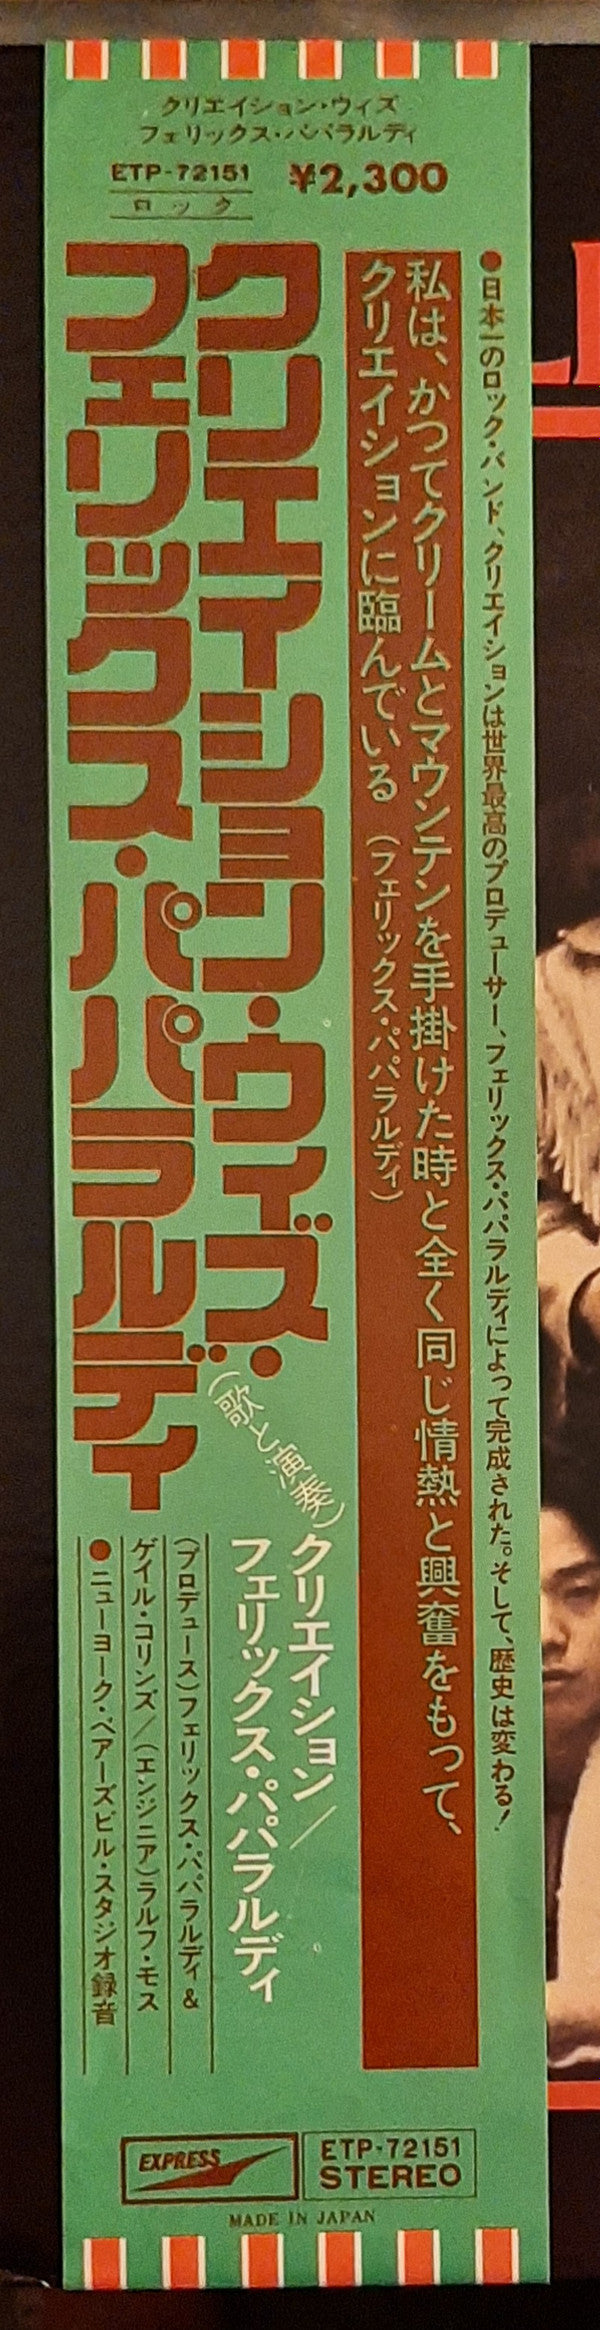 クリエイション・ウィズ
フェリックス・パパラルディ
ETP-72151
¥2,300
ロック
●日本一のロック・バンド、クリエイションは世界最高のプロデューサー、フェリックス・パパラルディによって完成された。そして、歴史は変わる！
私は、かつてクリームとマウンテンを手掛けた時と全く同じ情熱と興奮をもって、
クリエイションに臨んでいる（フェリックス・パパラルディ）
クリエイション・ウィズ・
フェリックス・パパラルディ
（歌と演奏）
クリエイション／
フェリックス・パパラルディ
（プロデュース）フェリックス・パパラルディ＆
ゲイル・コリンズ／（エンジニア）ラルフ・モス
●ニューヨーク・ベアーズビル・スタジオ録音
EXPRESS
ETP-72151
STEREO
MADE IN JAPAN